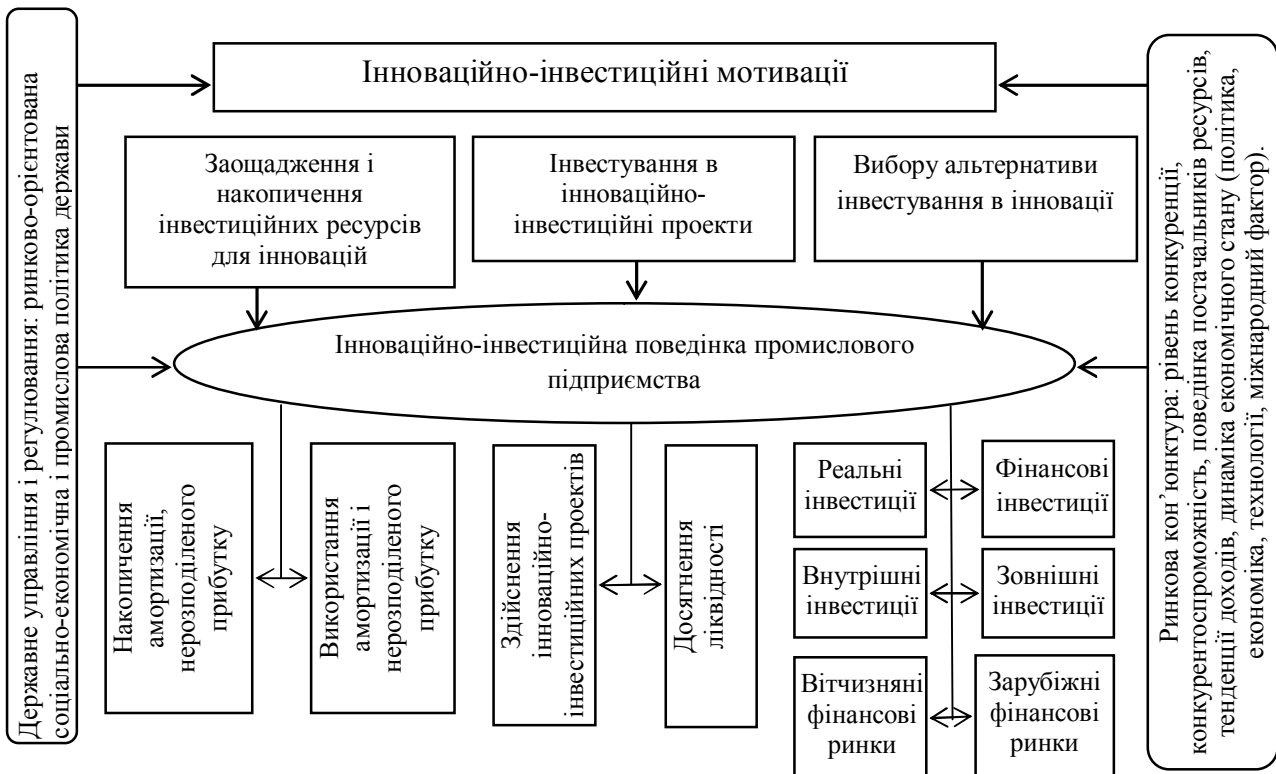 Державне управління і регулювання: ринково-орієнтована
соціально-економічна і промислова політика держави
Інноваційно-інвестиційні мотивації
Заощадження і
накопичення
інвестиційних ресурсів
для інновацій
Інвестування в
інноваційно-
інвестиційні проекти
Вибору альтернативи
інвестування в інновації
Інноваційно-інвестиційна поведінка промислового
підприємства
Накопичення
амортизації,
нерозподіленого
прибутку
Використання
амортизації і
нерозподіленого
прибутку
Здійснення
інноваційно-
інвестиційних проектів
Досягнення
ліквідності
Реальні
інвестиції
Фінансові
інвестиції
Внутрішні
інвестиції
Зовнішні
інвестиції
Вітчизняні
фінансові
ринки
Зарубіжні
фінансові
ринки
Ринкова кон’юнктура: рівень конкуренції,
конкурентоспроможність, поведінка постачальників ресурсів,
тенденції доходів, динаміка економічного стану (політика,
економіка, технології, міжнародний фактор).